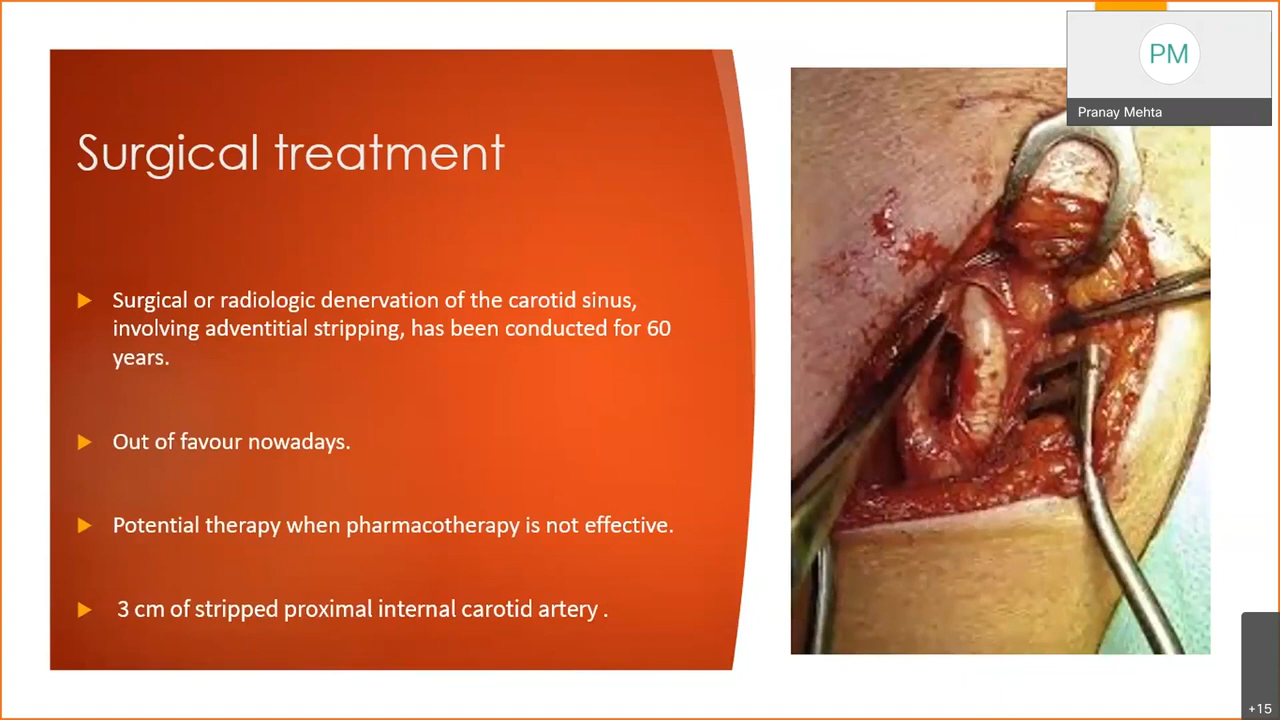 Surgical treatment
Surgical or radiologic denervation of the carotid sinus,
involving adventitial stripping, has been conducted for 60
years.
Out of favour nowadays.
Potential therapy when pharmacotherapy is not effective.
3 cm of stripped proximal internal carotid artery .
PM
Pranay Mehta
+15